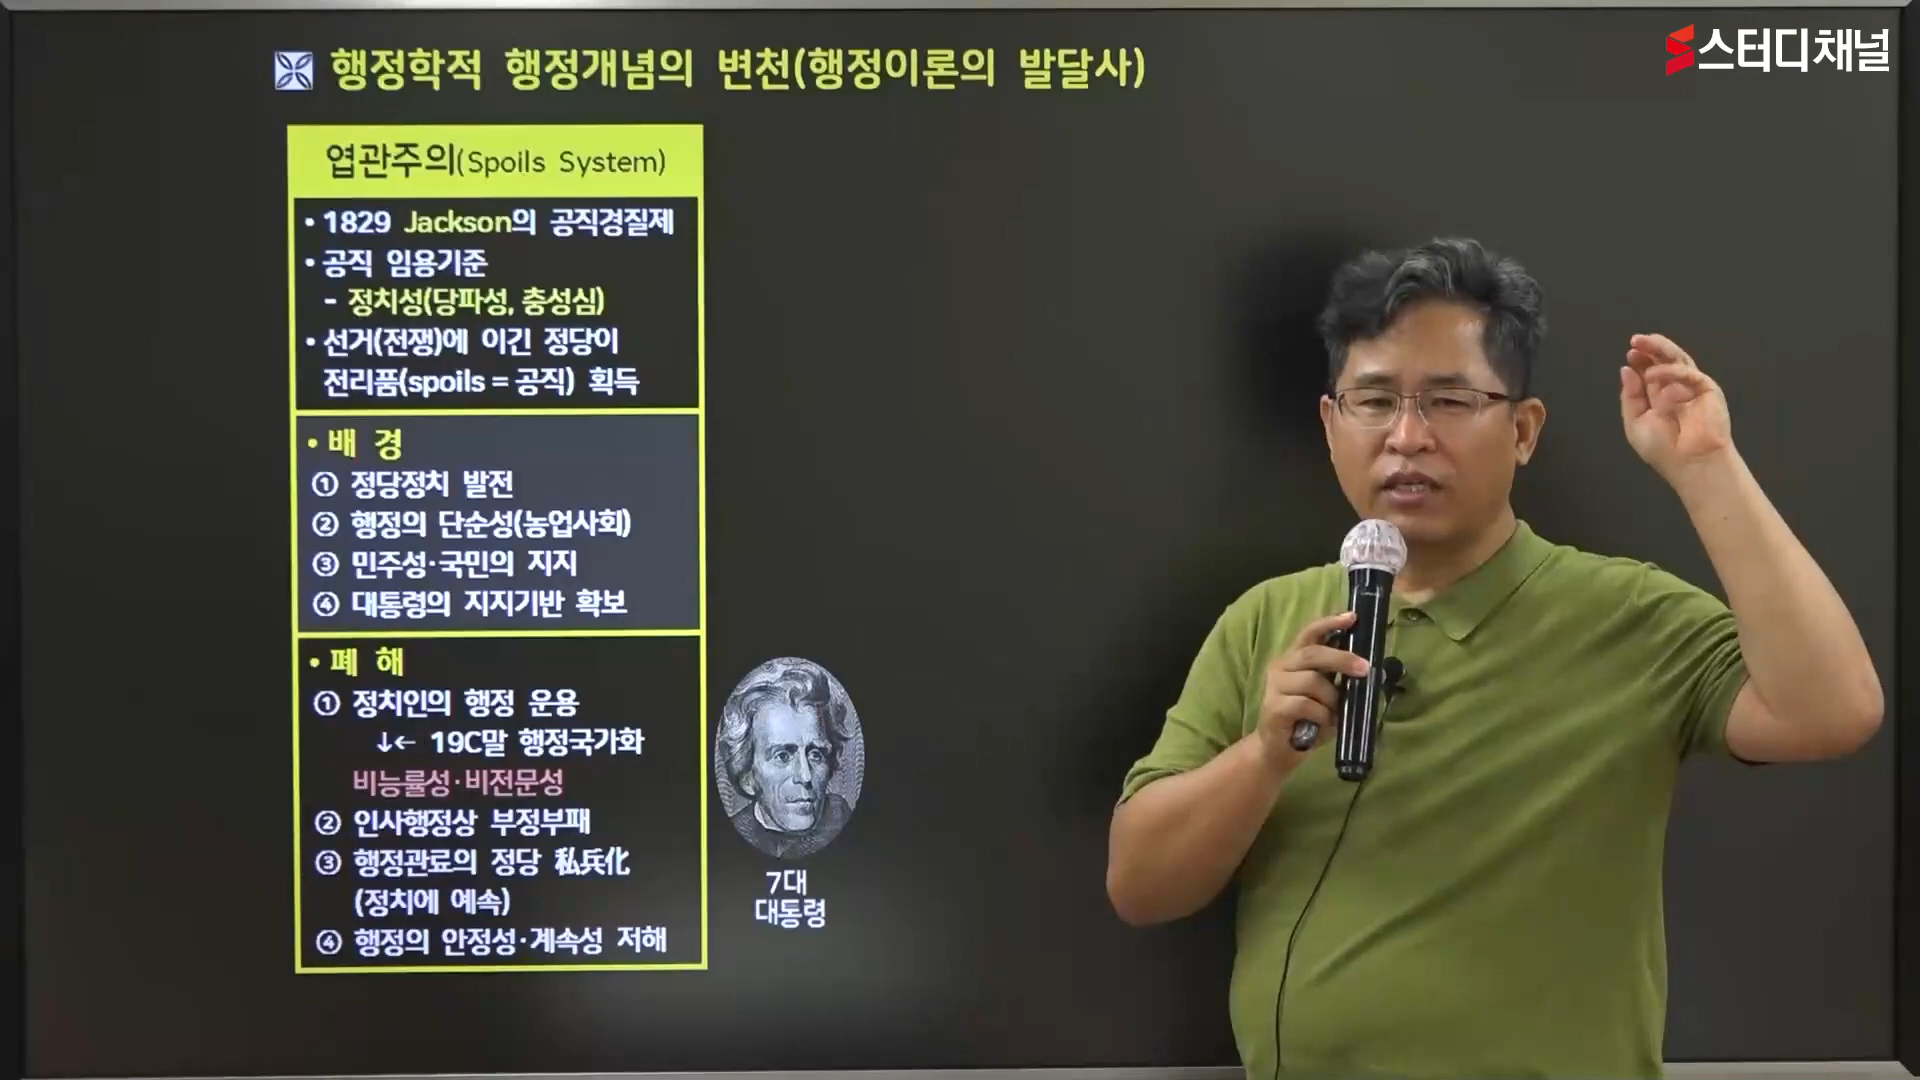 행정학적 행정개념의 변천(행정이론의 발달사)
스터디채널
엽관주의(Spoils System)
• 1829 Jackson의 공직경질제
• 공직 임용기준
- 정치성(당파성, 충성심)
• 선거(전쟁)에 이긴 정당이
전리품(spoils = 공직) 획득
• 배 경
① 정당정치 발전
② 행정의 단순성(농업사회)
③ 민주성·국민의 지지
④ 대통령의 지지기반 확보
• 폐 해
① 정치인의 행정 운용
↓← 19C말 행정국가화
비능률성·비전문성
② 인사행정상 부정부패
③ 행정관료의 정당 私兵化
(정치에 예속)
④ 행정의 안정성·계속성 저해
7대
대통령